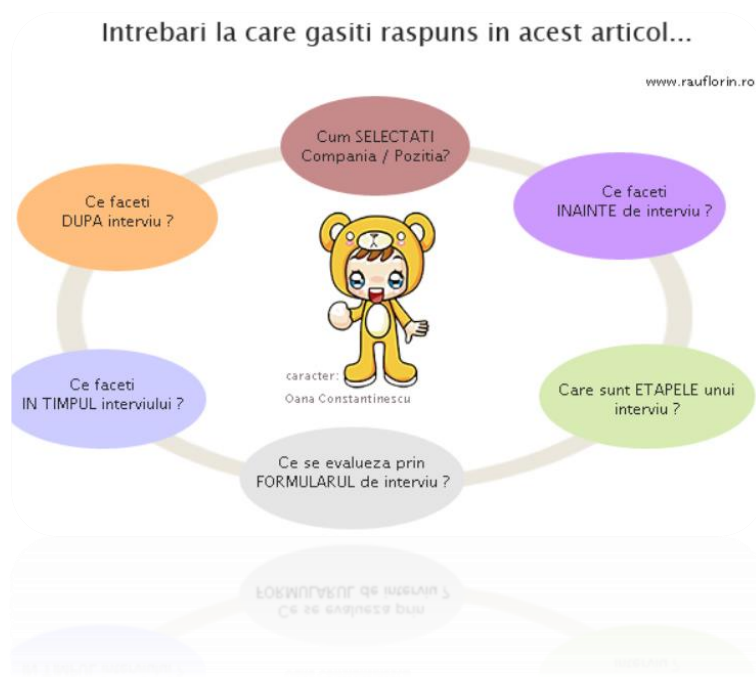 Intrebari la care gasiti raspuns in acest articol...
www.rauflorin.ro
Cum SELECTATI
Compania / Pozitia?
Ce faceti
INAINTE de interviu ?
Care sunt ETAPELE unui
interviu ?
Ce se evalueza prin
FORMULARUL de interviu ?
Ce faceti
IN TIMPUL interviului ?
Ce faceti
DUPA interviu ?
caracter:
Oana Constantinescu